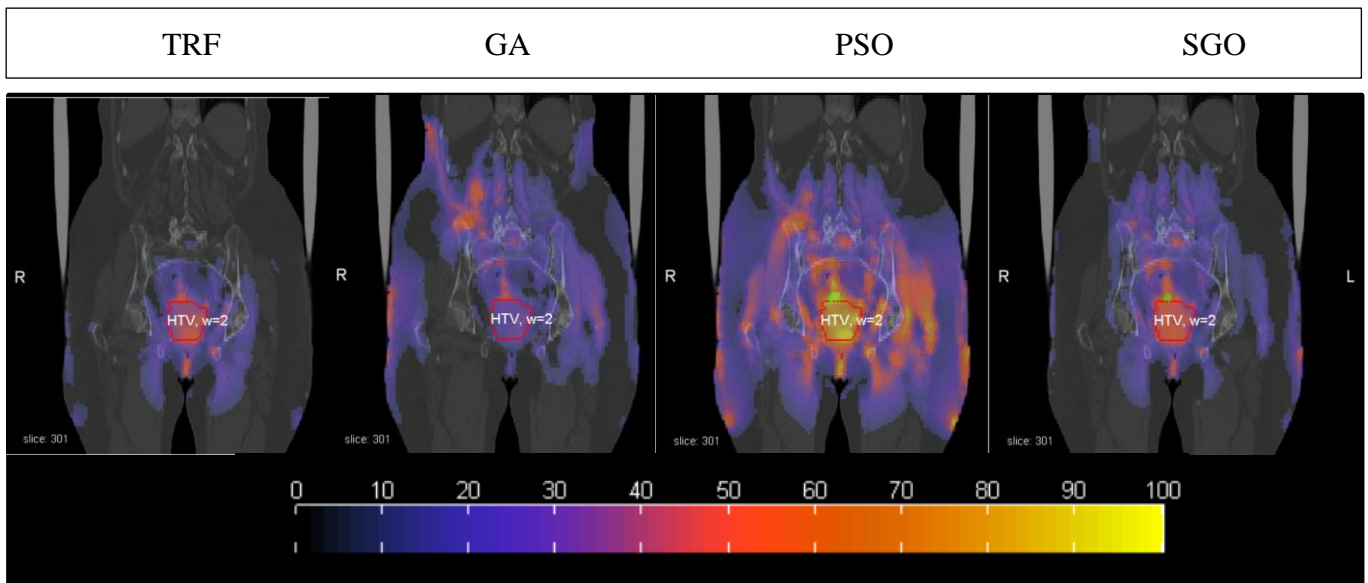 TRF GA PSO SGO
R R R R L
HTV, w=2 HTV, w=2 HTV, w=2 HTV, w=2
slice: 301 slice: 301 slice: 301 slice: 301
0 10 20 30 40 50 60 70 80 90 100